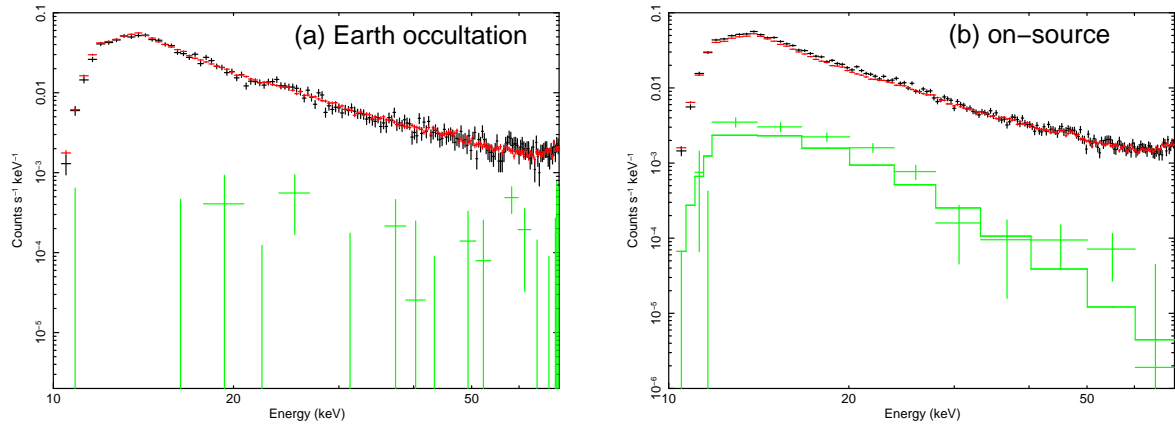 (a) Earth occultation
0.1
0.01
10⁻³
10⁻⁴
10⁻⁵
Counts s⁻¹ keV⁻¹
10
20
50
Energy (keV)
(b) on−source
0.1
0.01
10⁻³
10⁻⁴
10⁻⁵
10⁻⁶
Counts s⁻¹ keV⁻¹
10
20
50
Energy (keV)